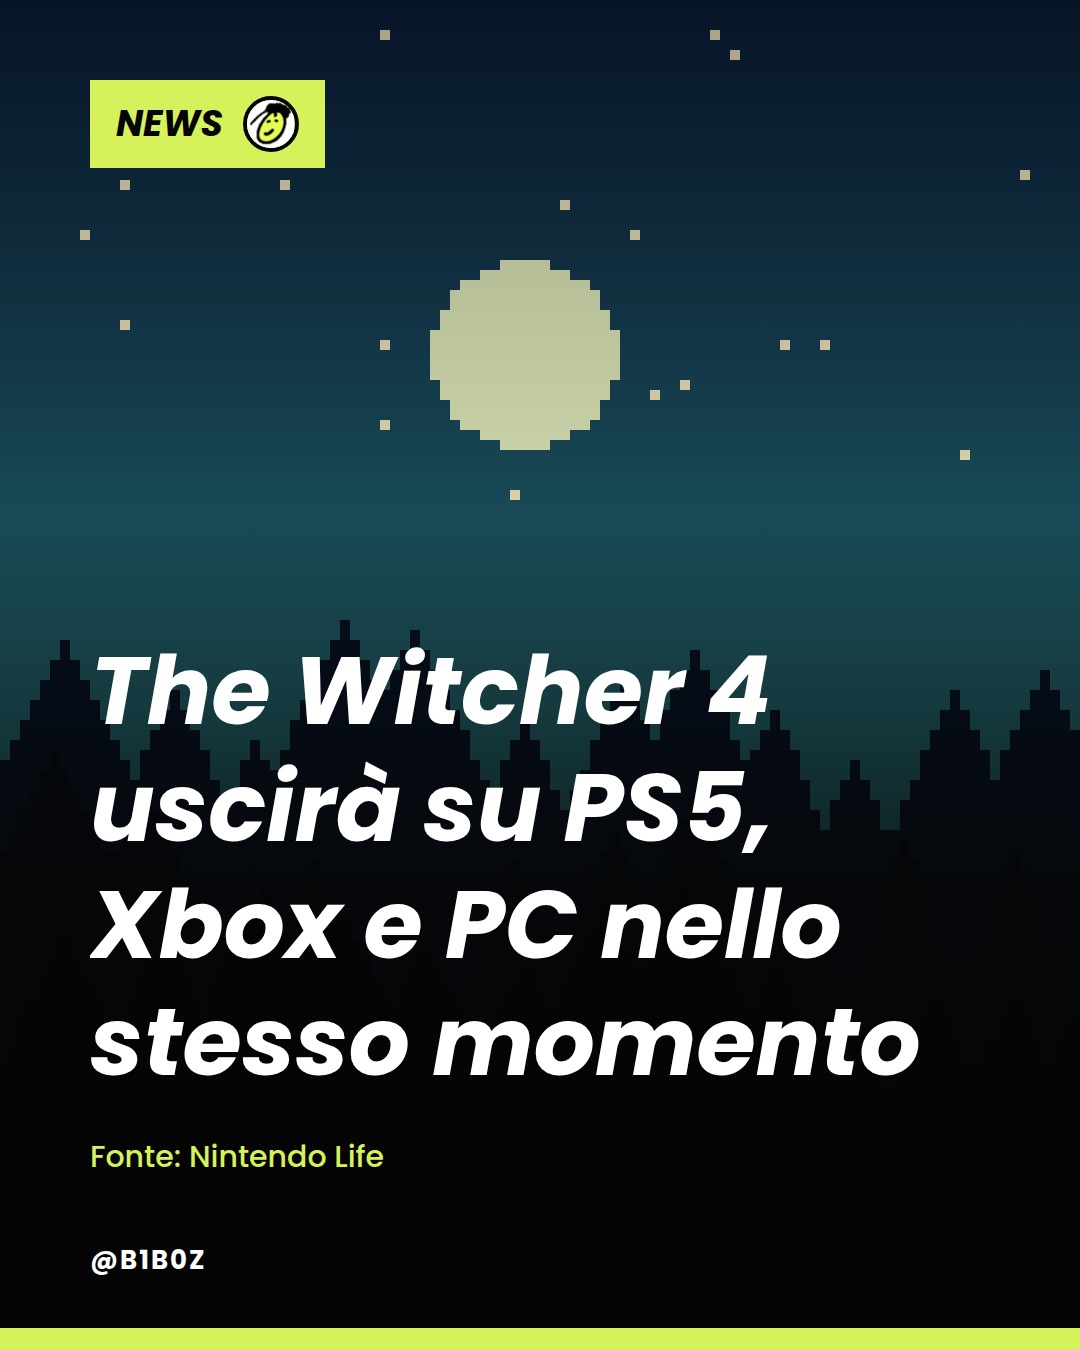 NEWS
The Witcher 4
uscirà su PS5,
Xbox e PC nello
stesso momento
Fonte: Nintendo Life
@B1B0Z